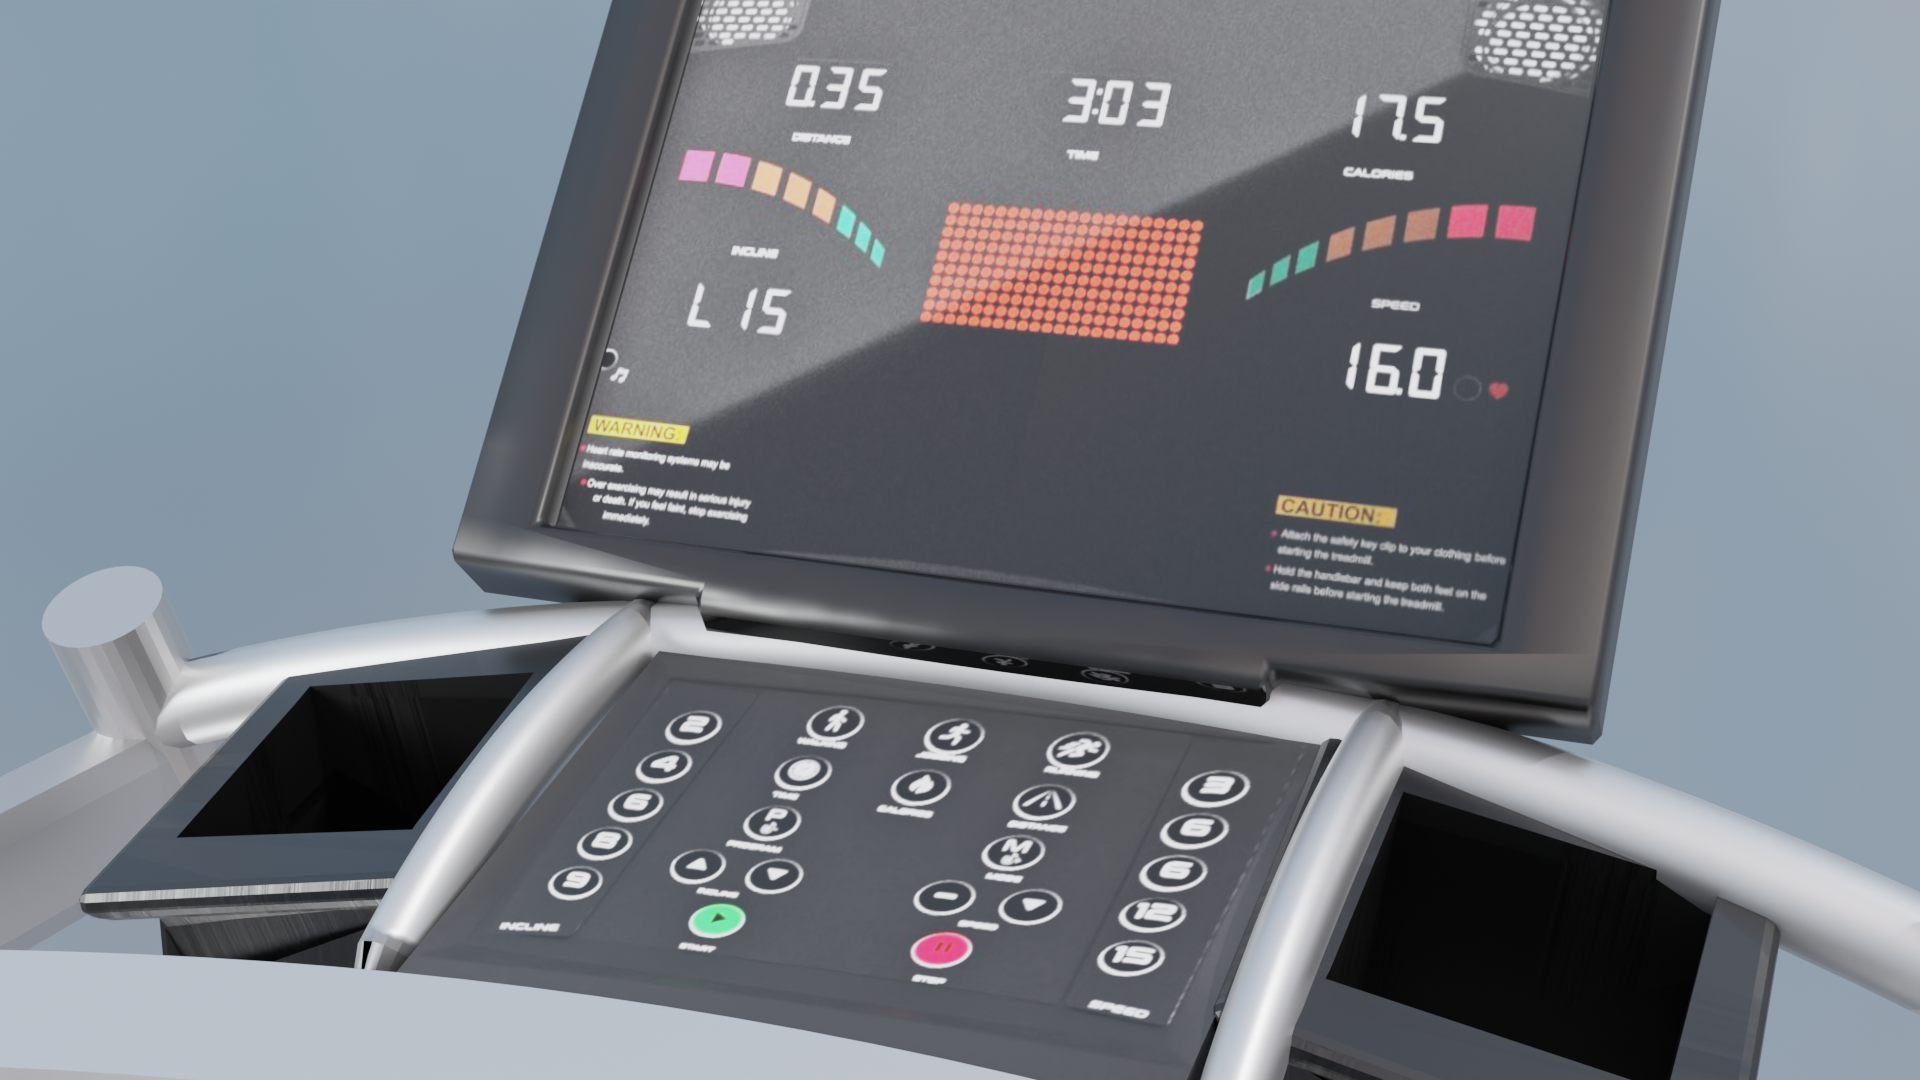 035
DISTANCE
3:03
TIME
17.5
CALORIES
INCLINE
L 15
SPEED
16.0
WARNING:
Heart rate monitoring systems may be
inaccurate.
Over exercising may result in serious injury
or death. If you feel faint, stop exercising
immediately.
CAUTION:
Attach the safety key clip to your clothing before
starting the treadmill.
Hold the handlebar and keep both feet on the
side rails before starting the treadmill.
2
4
6
8
9
INCLINE
WALKING
RUNNING
TIME
CALORIES
DISTANCE
P
PROGRAM
M
MODE
INCLINE
SPEED
START
STOP
3
6
6
12
15
SPEED